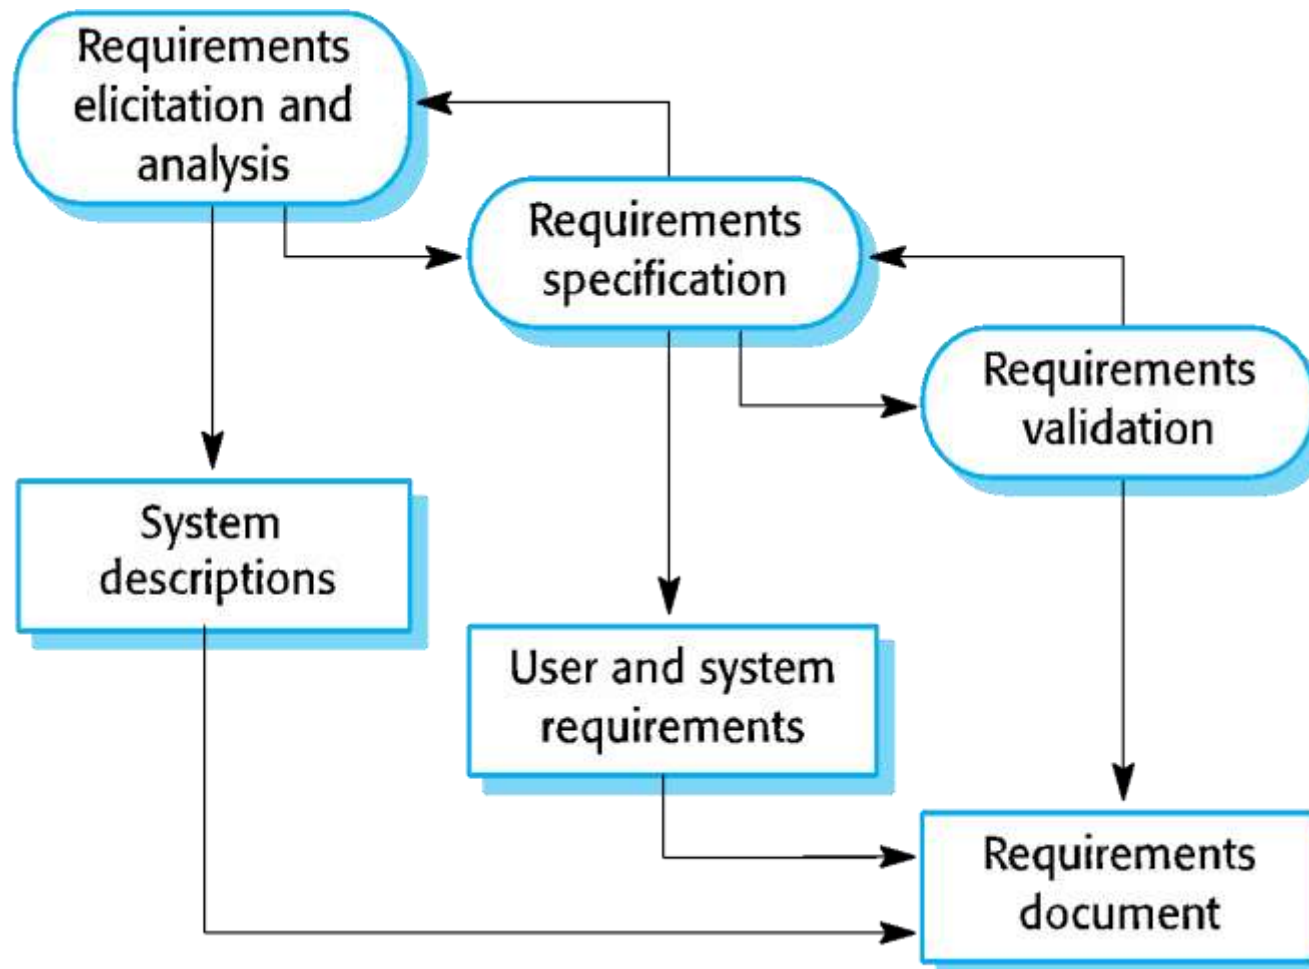 Requirements
elicitation and
analysis
Requirements
specification
Requirements
validation
System
descriptions
User and system
requirements
Requirements
document